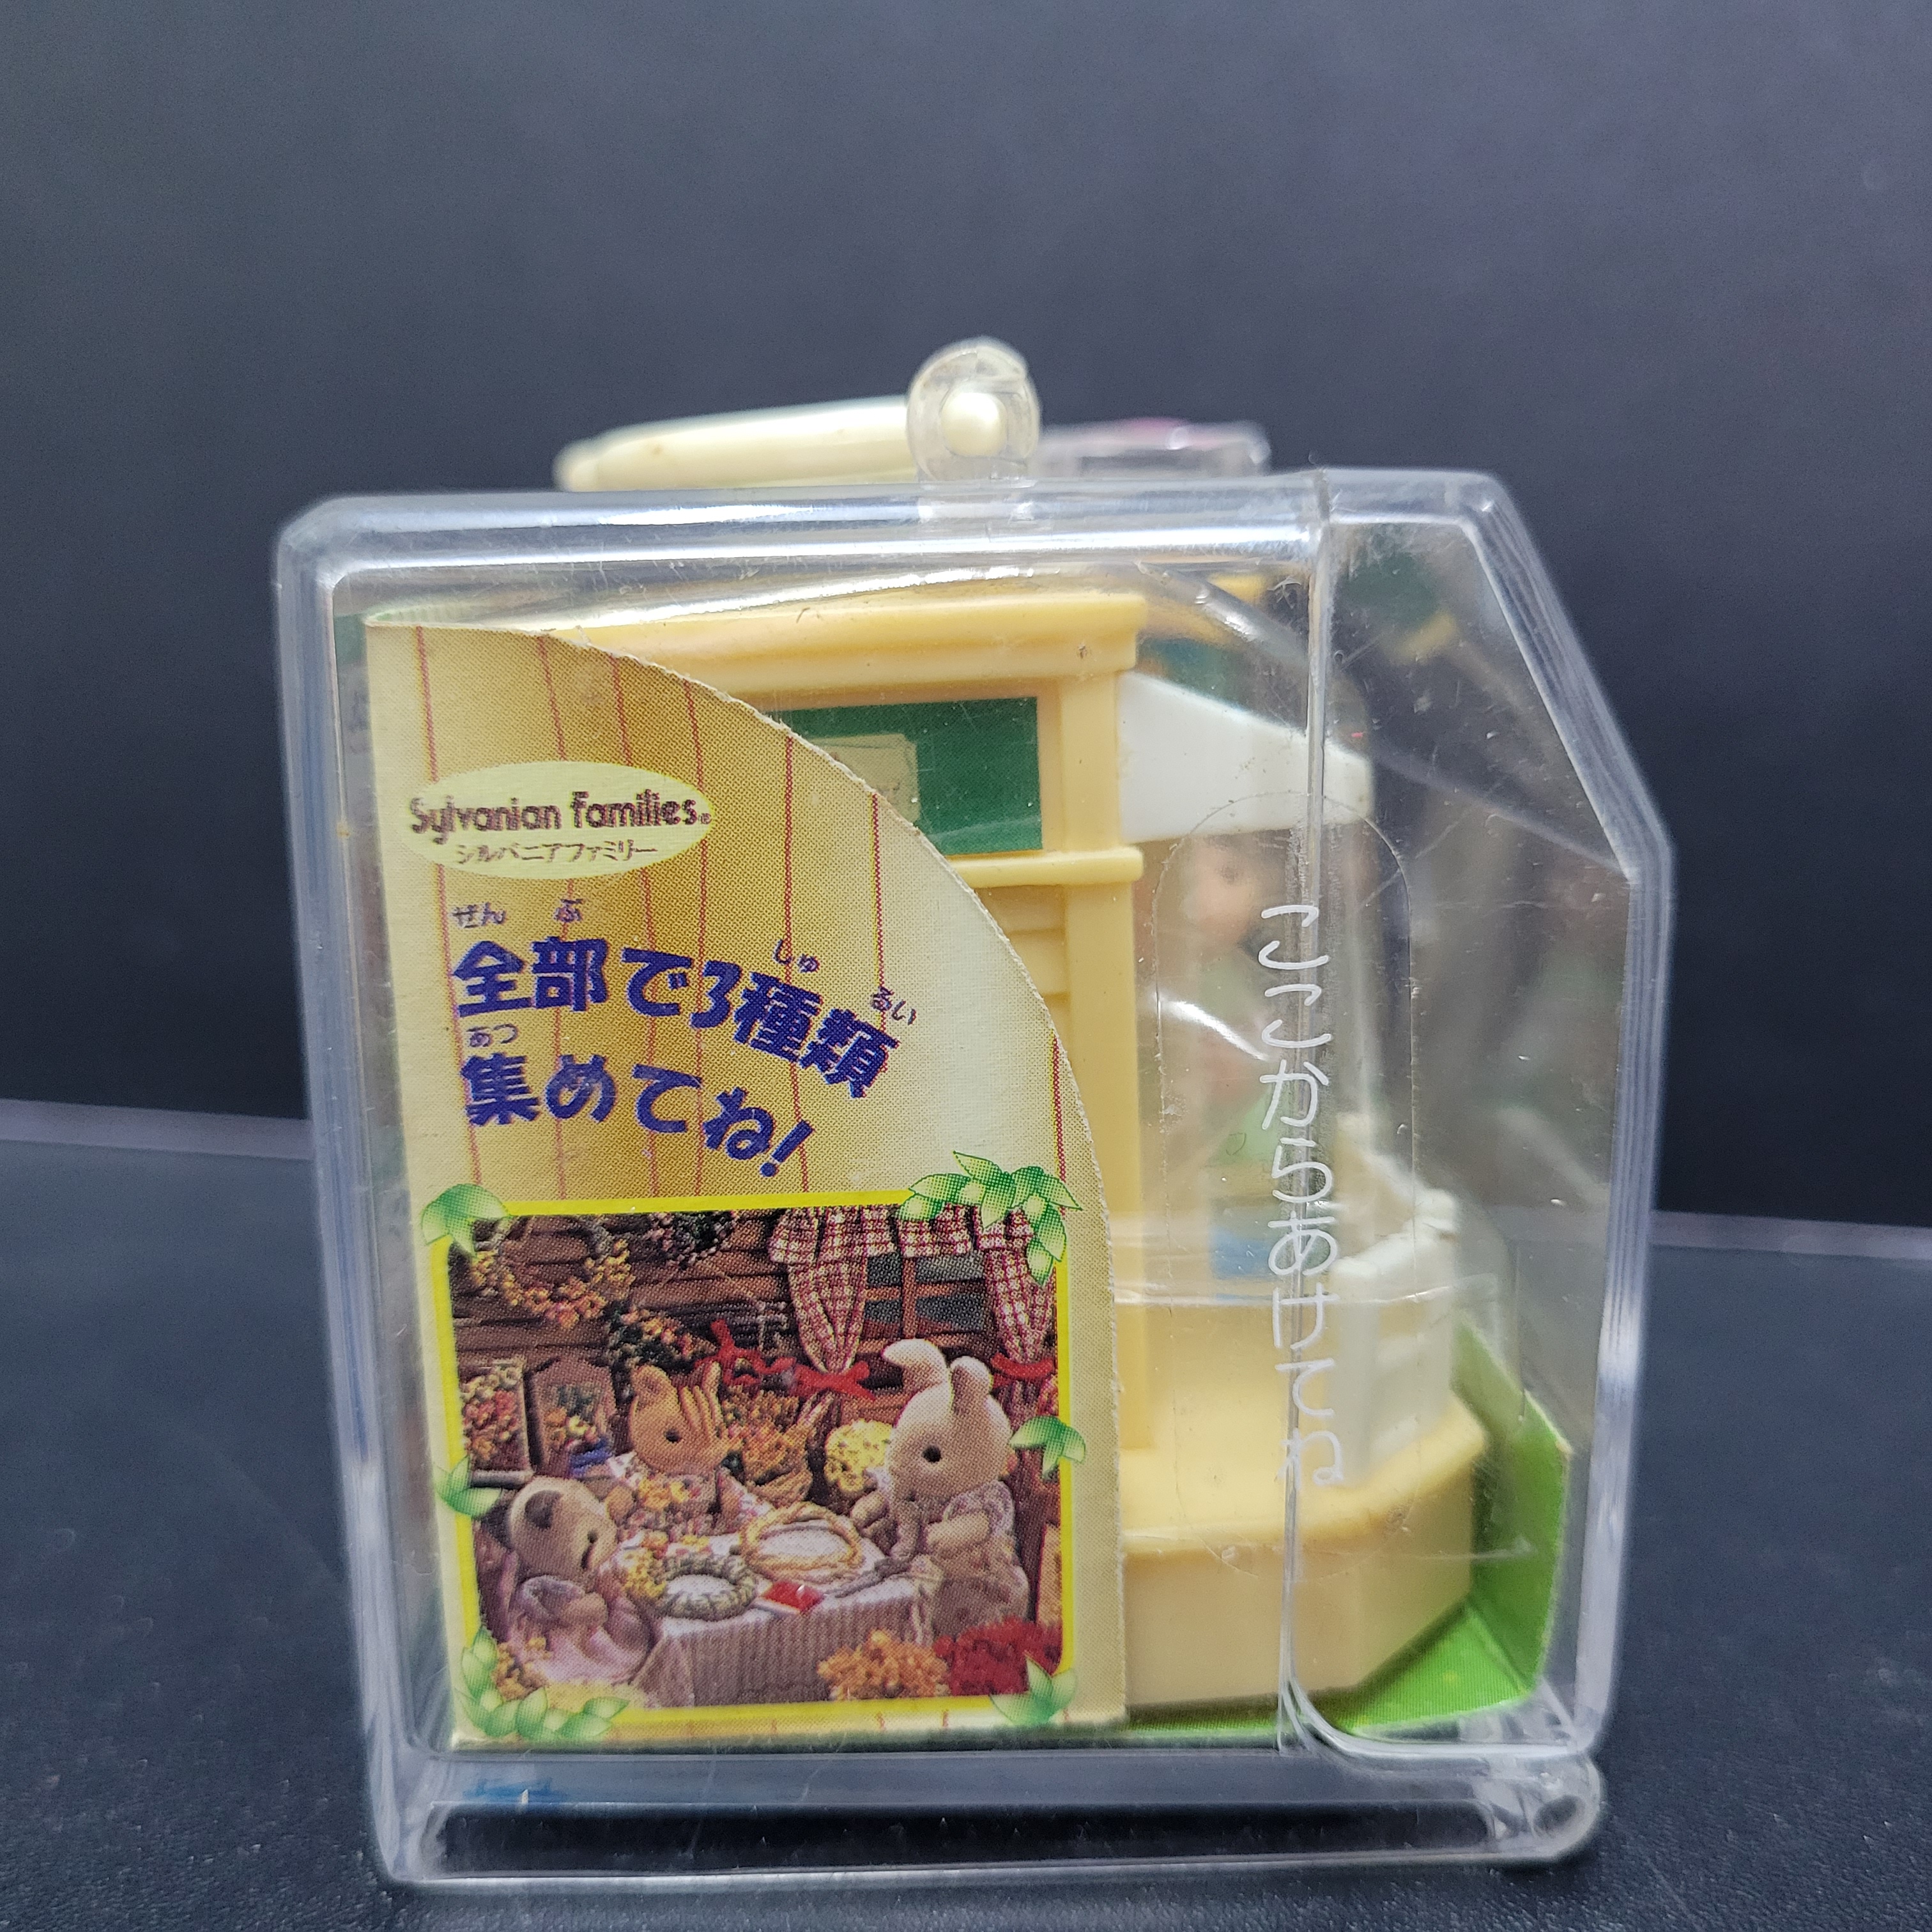 Sylvanian Families®
シルバニアファミリー
ぜん ぶ しゅ るい
全部で3種類
あつ
集めてね!
ここからあけてね